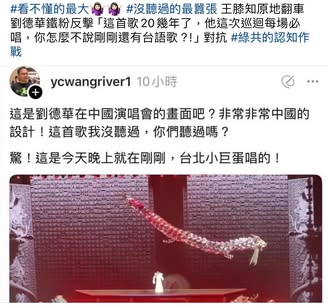 #看不懂的最大🤷‍♀️🤷‍♀️#沒聽過的最囂張 王膝知原地翻車
劉德華鐵粉反擊「這首歌20幾年了，他這次巡迴每場必
唱，你怎麼不說剛剛還有台語歌?!」對抗 #綠共的認知作
戰
ycwangriver1 10小時
這是劉德華在中國演唱會的畫面吧？非常非常中國的
設計！這首歌我沒聽過，你們聽過嗎？
驚！這是今天晚上就在剛剛，台北小巨蛋唱的！